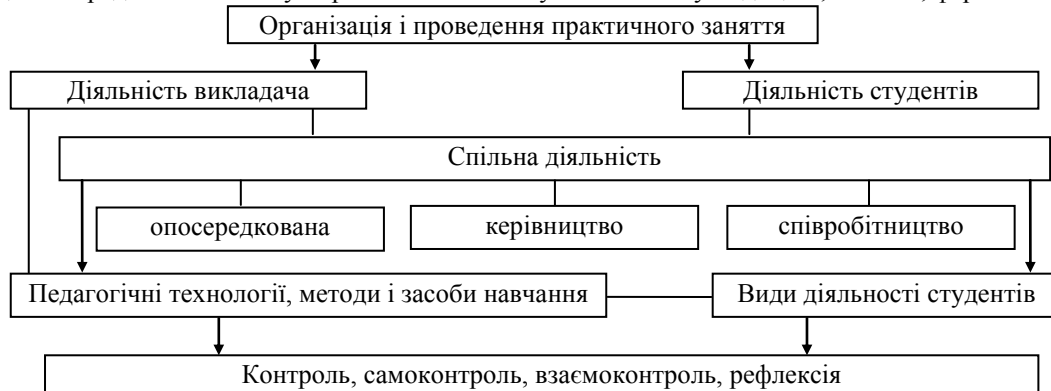 Організація і проведення практичного заняття
Діяльність викладача
Діяльність студентів
Спільна діяльність
опосередкована
керівництво
співробітництво
Педагогічні технології, методи і засоби навчання
Види діяльності студентів
Контроль, самоконтроль, взаємоконтроль, рефлексія